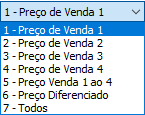 1 - Preço de Venda 1
1 - Preço de Venda 1
2 - Preço de Venda 2
3 - Preço de Venda 3
4 - Preço de Venda 4
5 - Preço Venda 1 ao 4
6 - Preço Diferenciado
7 - Todos